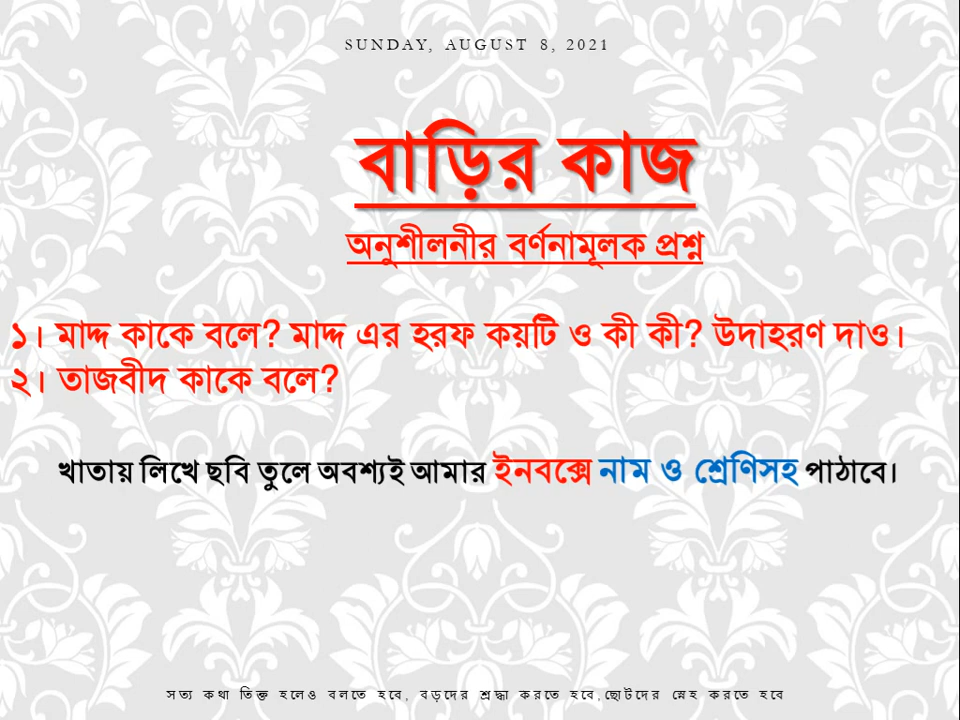 SUNDAY, AUGUST 8, 2021
বাড়ির কাজ
অনুশীলনীর বর্ণনামূলক প্রশ্ন
১। মাদ্দ কাকে বলে? মাদ্দ এর হরফ কয়টি ও কী কী? উদাহরণ দাও।
২। তাজবীদ কাকে বলে?
খাতায় লিখে ছবি তুলে অবশ্যই আমার ইনবক্সে নাম ও শ্রেণিসহ পাঠাবে।
সত্য কথা তিক্ত হলেও বলতে হবে, বড়দের শ্রদ্ধা করতে হবে,ছোটদের স্নেহ করতে হবে